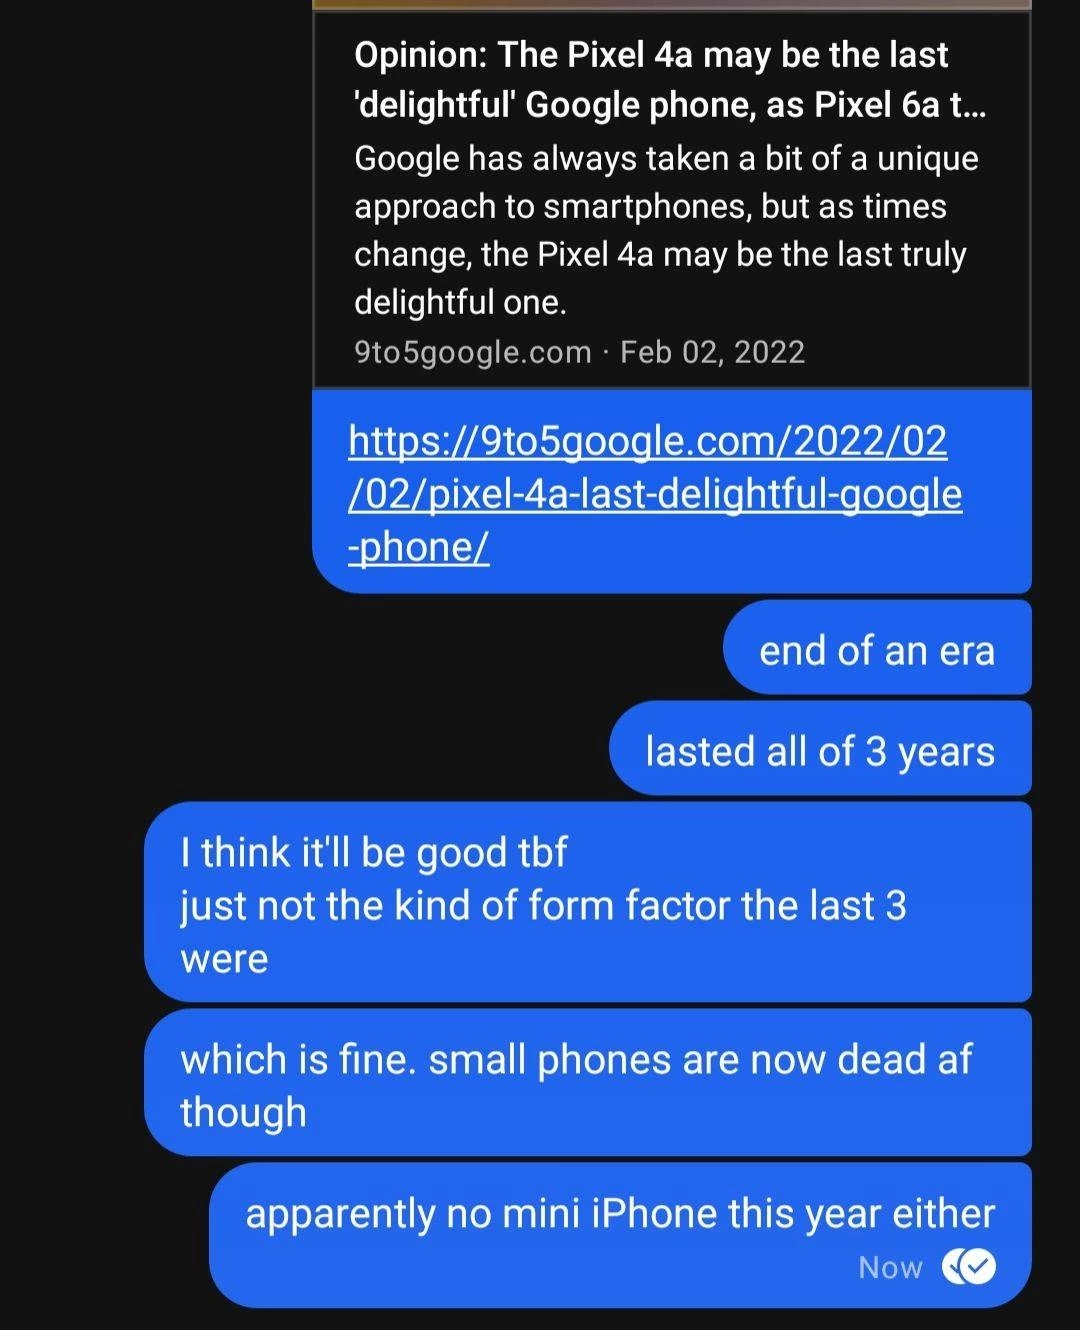 Opinion: The Pixel 4a may be the last
'delightful' Google phone, as Pixel 6a t...
Google has always taken a bit of a unique
approach to smartphones, but as times
change, the Pixel 4a may be the last truly
delightful one.
9to5google.com · Feb 02, 2022
https://9to5google.com/2022/02
/02/pixel-4a-last-delightful-google
-phone/
end of an era
lasted all of 3 years
I think it'll be good tbf
just not the kind of form factor the last 3
were
which is fine. small phones are now dead af
though
apparently no mini iPhone this year either
Now